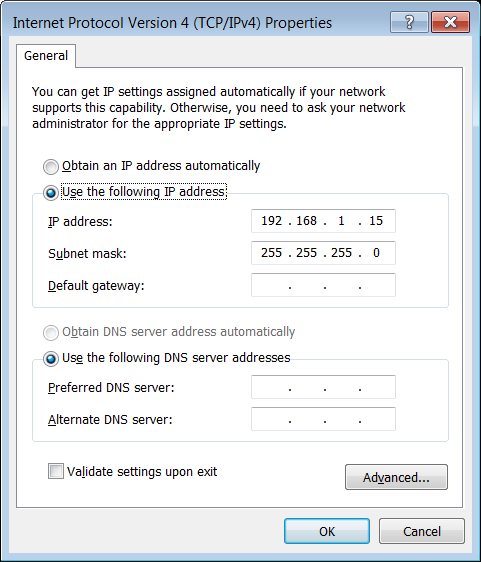 Internet Protocol Version 4 (TCP/IPv4) Properties
?
General
You can get IP settings assigned automatically if your network
supports this capability. Otherwise, you need to ask your network
administrator for the appropriate IP settings.
Obtain an IP address automatically
Use the following IP address
IP address: 192 . 168 . 1 . 15
Subnet mask: 255 . 255 . 255 . 0
Default gateway: . . .
Obtain DNS server address automatically
Use the following DNS server addresses
Preferred DNS server: . . .
Alternate DNS server: . . .
Validate settings upon exit
Advanced...
OK Cancel